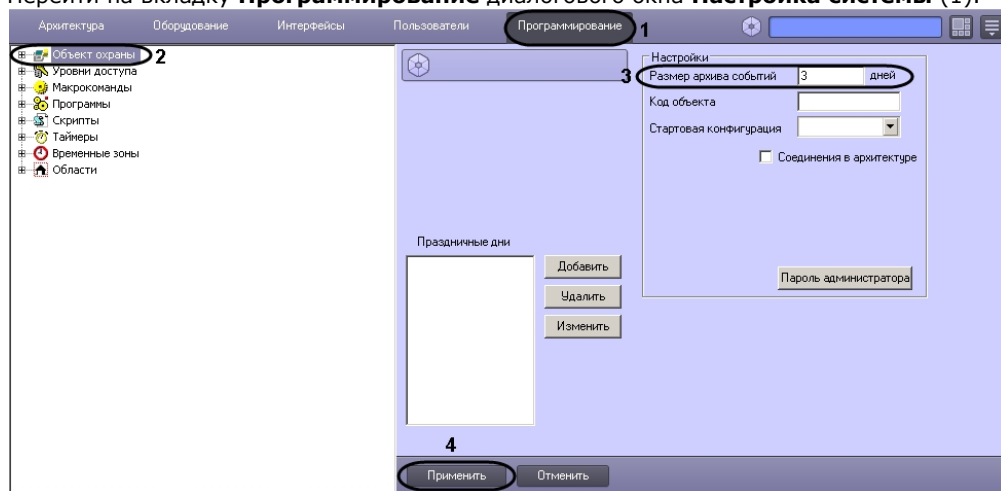 Перейти на вкладку Программирование диалогового окна Настройка системы (1).
Архитектура Оборудование Интерфейсы Пользователи Программирование 1
Объект охраны 2
Уровни доступа
Макрокоманды
Программы
Скрипты
Таймеры
Временные зоны
Области
Настройки
3 Размер архива событий 3 дней
Код объекта
Стартовая конфигурация
Соединения в архитектуре
Праздничные дни
Добавить
Удалить
Изменить
Пароль администратора
4
Применить Отменить